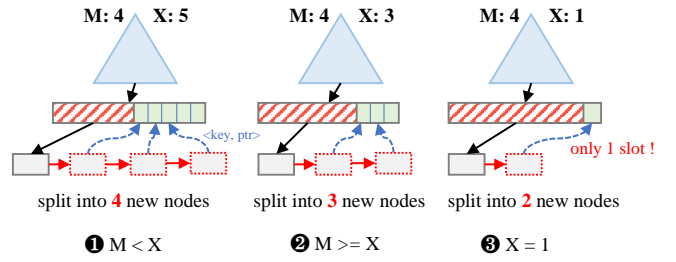 M: 4 X: 5
M: 4 X: 3
M: 4 X: 1
<key, ptr>
only 1 slot !
split into 4 new nodes
split into 3 new nodes
split into 2 new nodes
❶ M < X
❷ M >= X
❸ X = 1